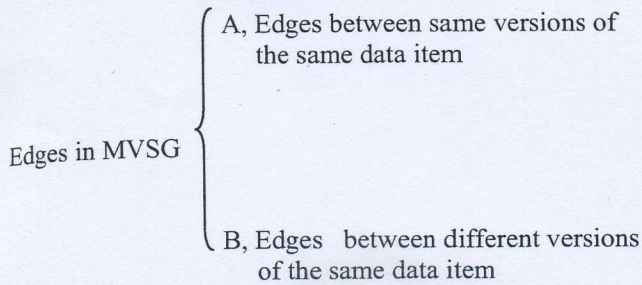 A, Edges between same versions of
the same data item
Edges in MVSG
B, Edges between different versions
of the same data item